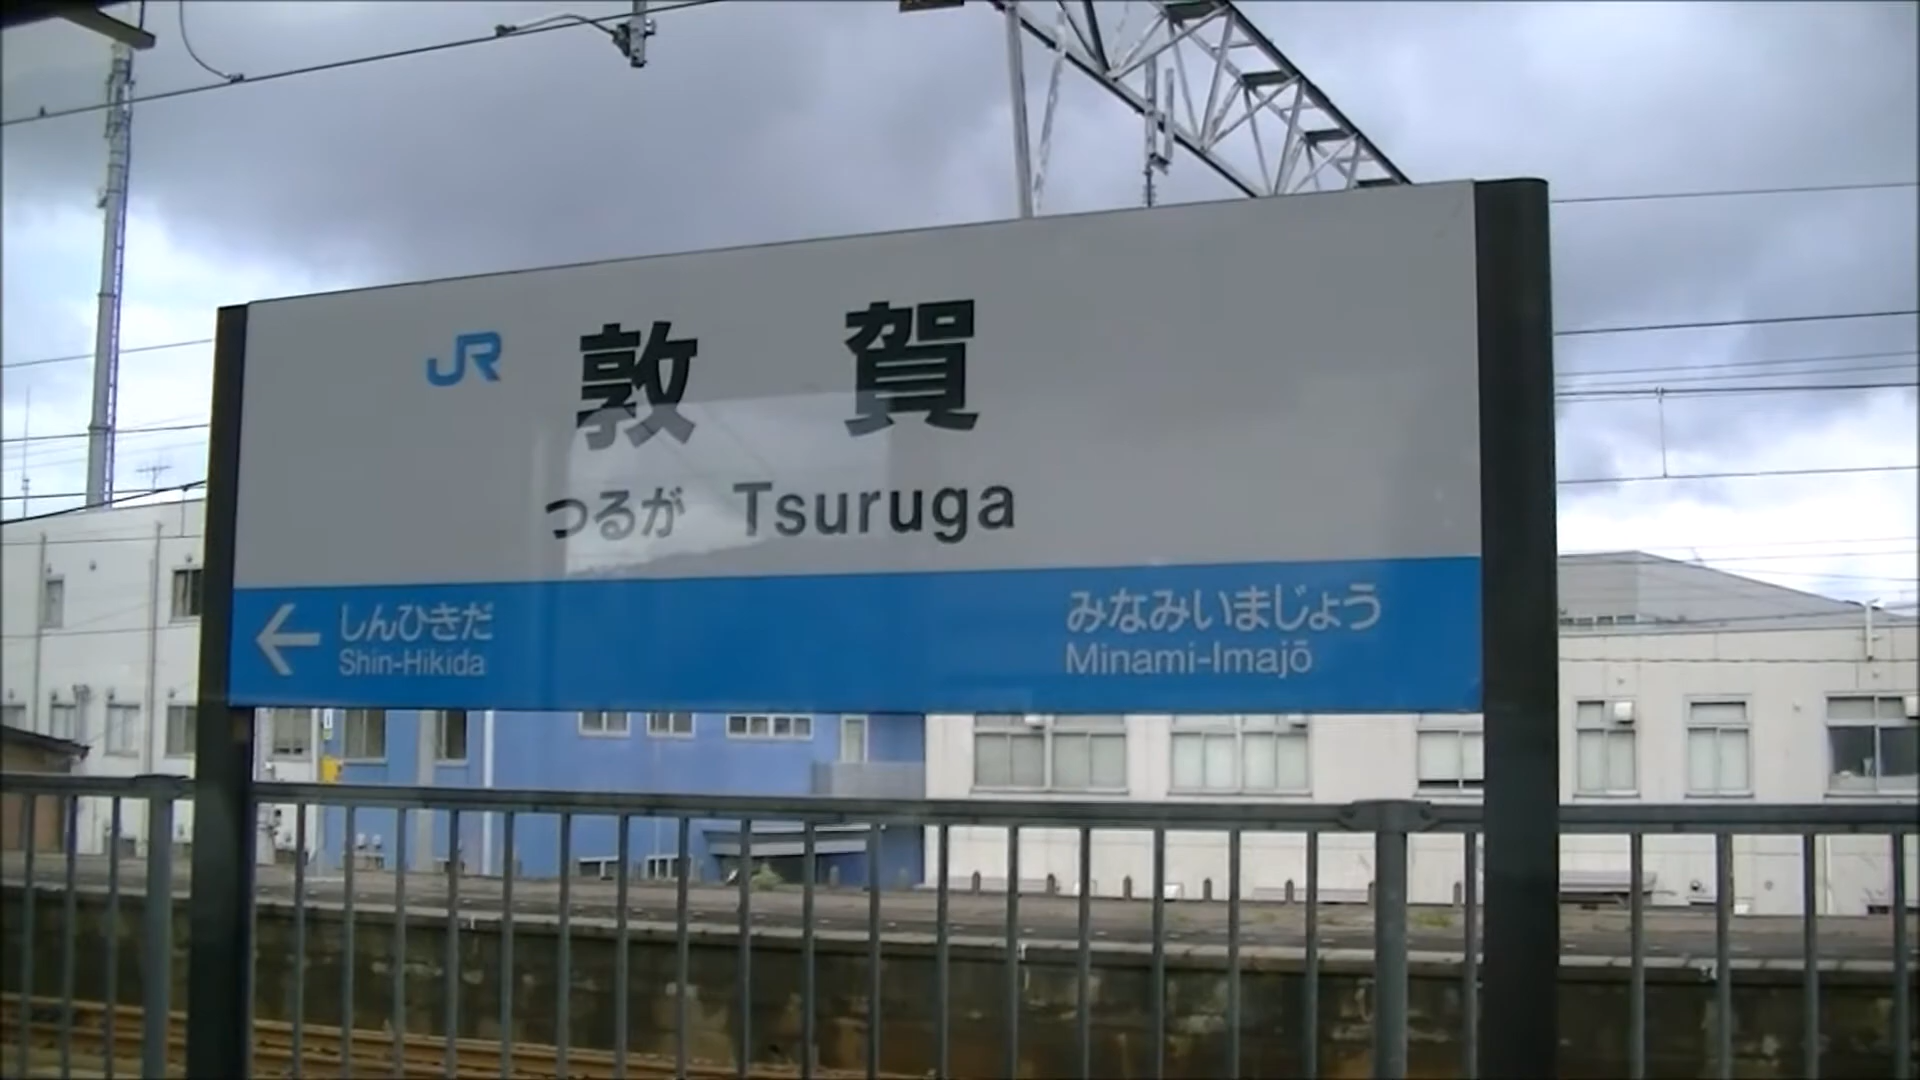 JR 敦賀
つるが Tsuruga
← しんひきだ
Shin-Hikida
みなみいまじょう
Minami-Imajō